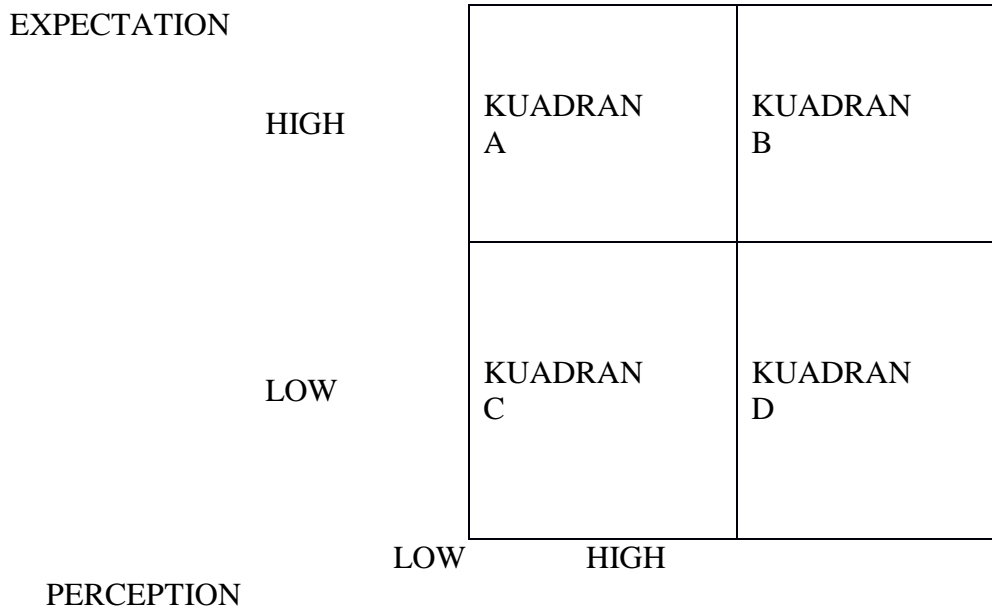 EXPECTATION
HIGH
KUADRAN
A
KUADRAN
B
LOW
KUADRAN
C
KUADRAN
D
LOW HIGH
PERCEPTION